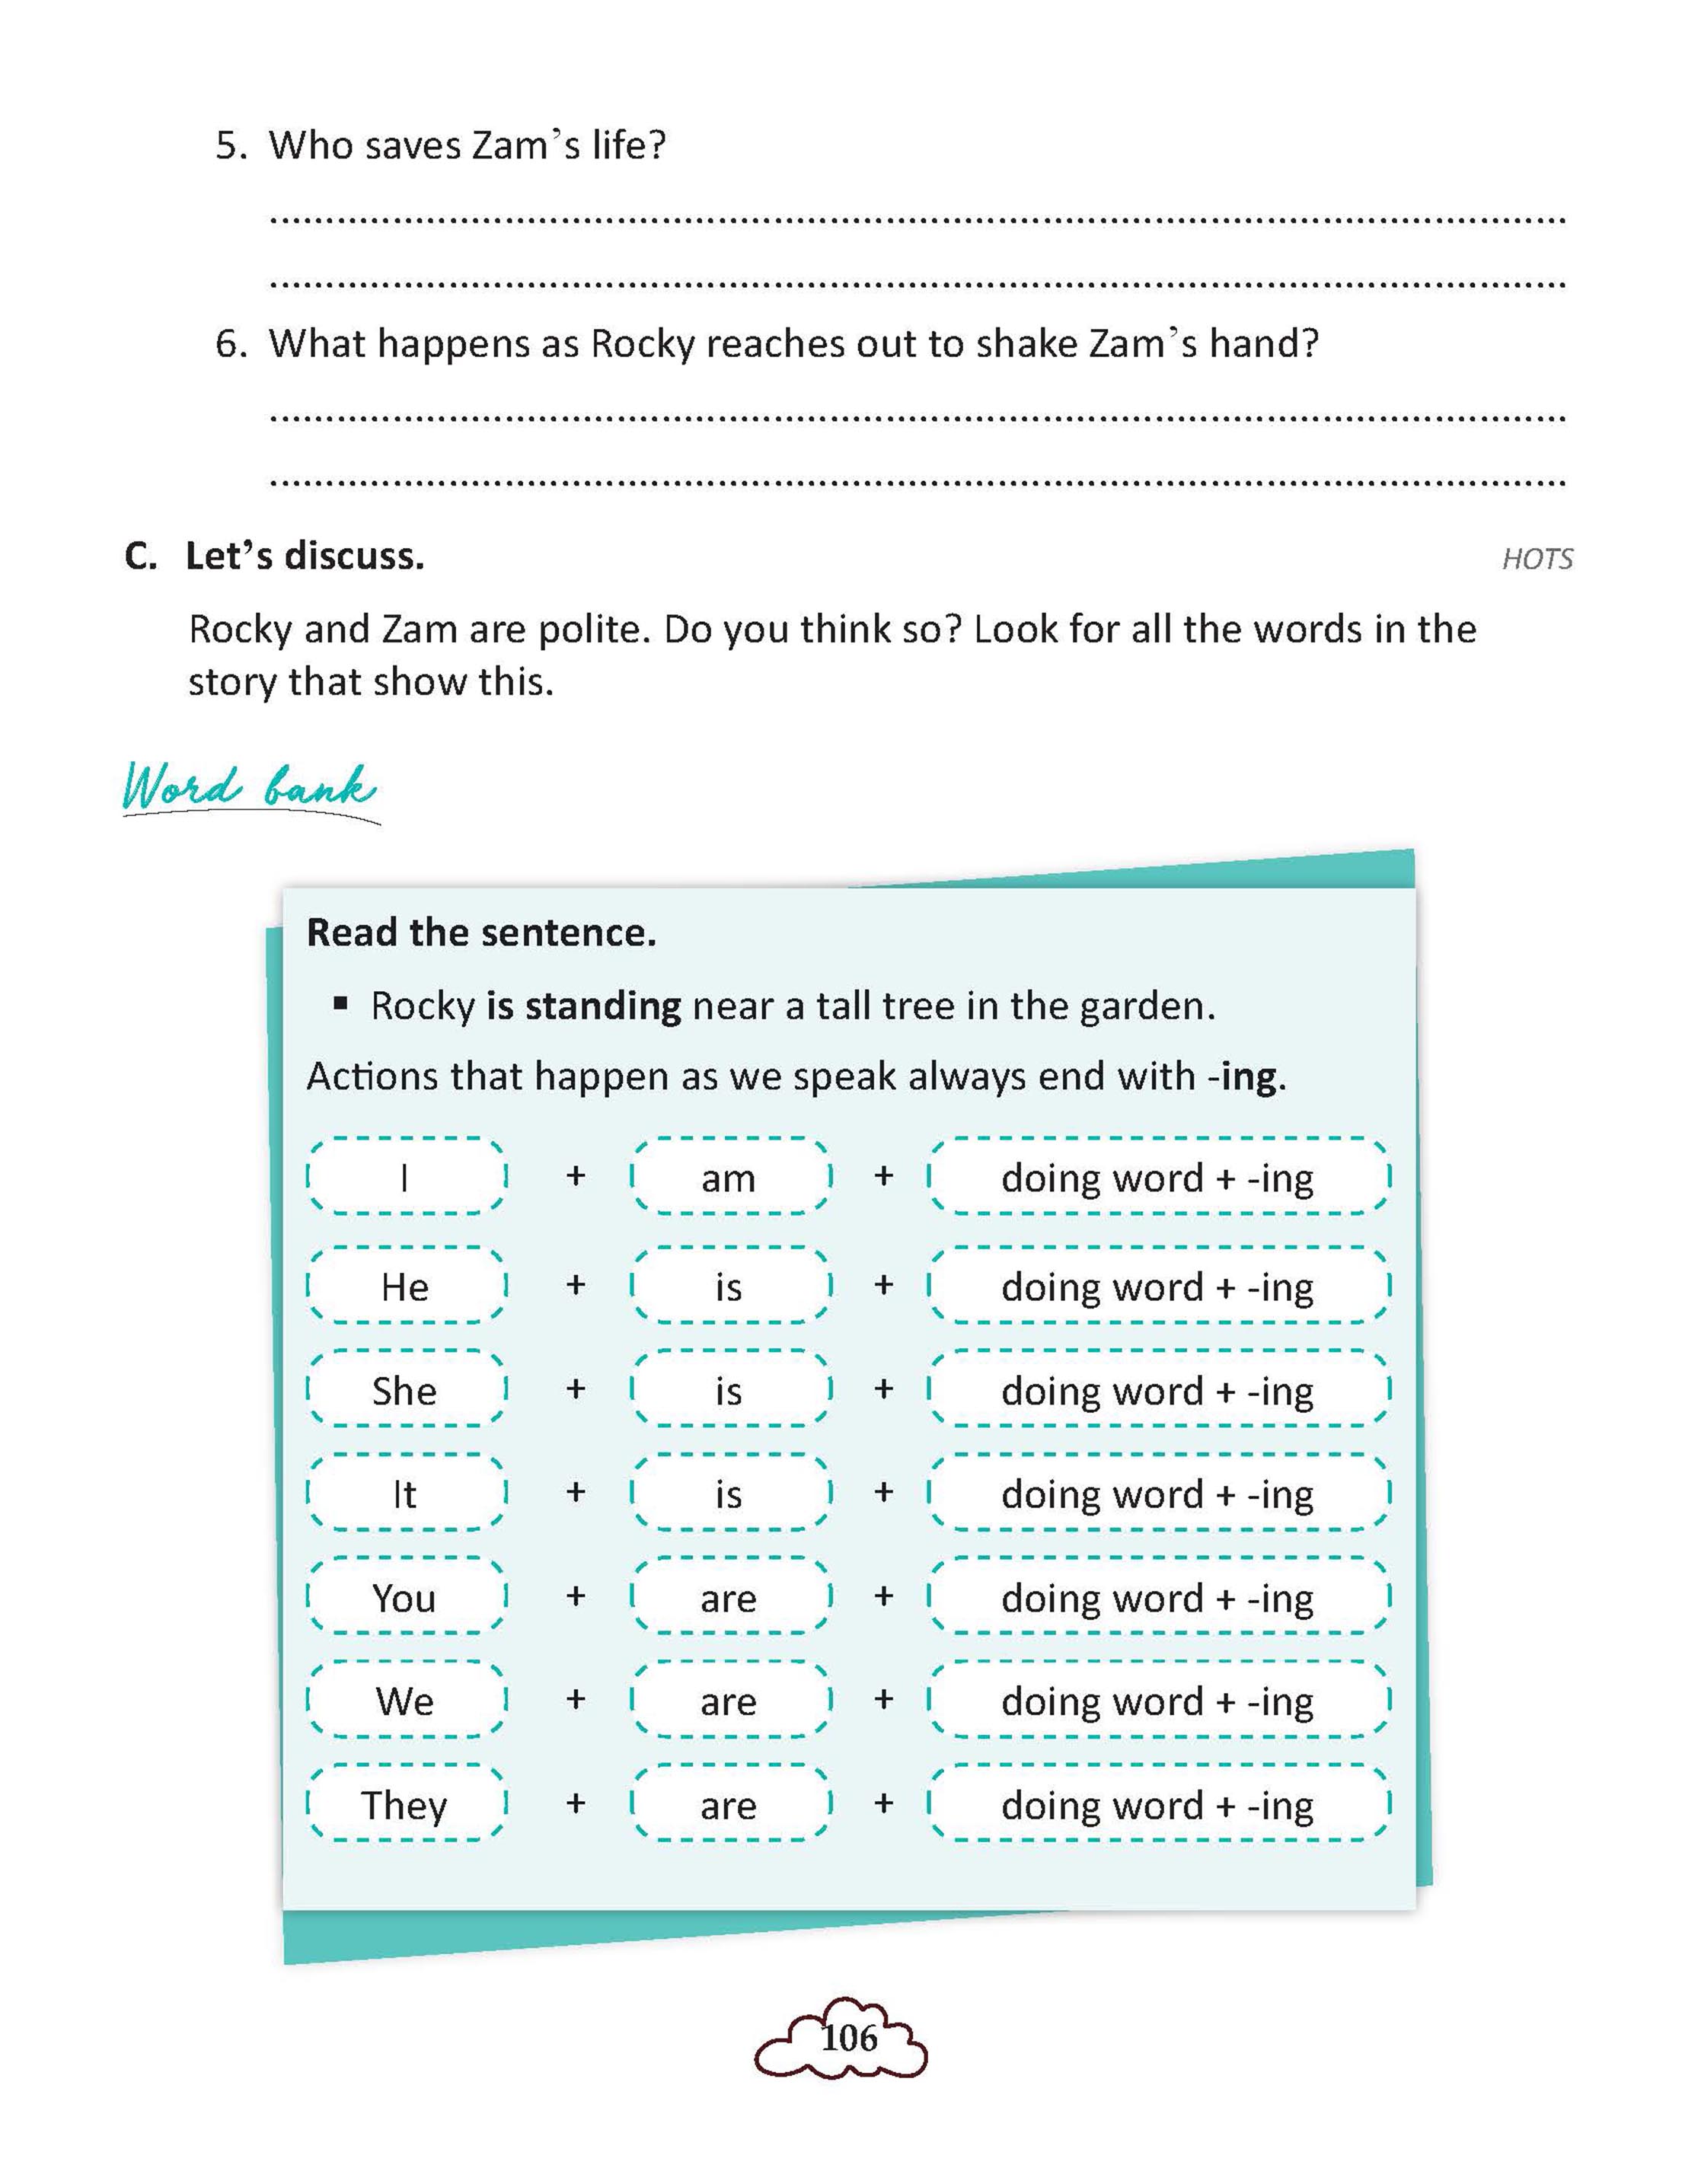 5. Who saves Zam’s life?
................................................................................
................................................................................
6. What happens as Rocky reaches out to shake Zam’s hand?
................................................................................
................................................................................
C. Let’s discuss. HOTS
Rocky and Zam are polite. Do you think so? Look for all the words in the
story that show this.
Word bank
Read the sentence.
▪ Rocky is standing near a tall tree in the garden.
Actions that happen as we speak always end with -ing.
I + am + doing word + -ing
He + is + doing word + -ing
She + is + doing word + -ing
It + is + doing word + -ing
You + are + doing word + -ing
We + are + doing word + -ing
They + are + doing word + -ing
106